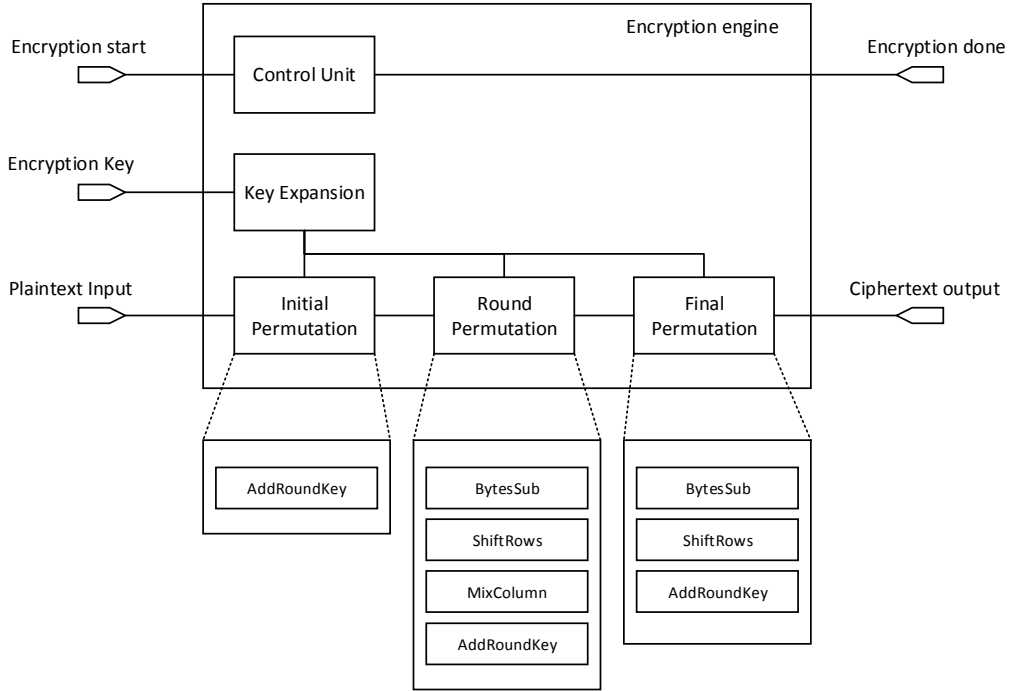 Encryption engine
Encryption start
Encryption done
Control Unit
Encryption Key
Key Expansion
Plaintext Input
Initial
Permutation
Round
Permutation
Final
Permutation
Ciphertext output
AddRoundKey
BytesSub
ShiftRows
MixColumn
AddRoundKey
BytesSub
ShiftRows
AddRoundKey